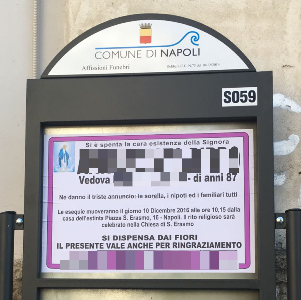 COMUNE DI NAPOLI
Affissioni Funebri
S059
Si è spenta la cara esistenza della Signora
Vedova - di anni 87
Ne danno il triste annuncio: le sorella, i nipoti ed i familiari tutti
Le esequie muoveranno il giorno 10 Dicembre 2016 alle ore 10,15 dalla
casa dell'estinta Piazza S. Erasmo, 16 - Napoli. Il rito religioso sarà
celebrato nella Chiesa di S. Erasmo
SI DISPENSA DAI FIORI
IL PRESENTE VALE ANCHE PER RINGRAZIAMENTO